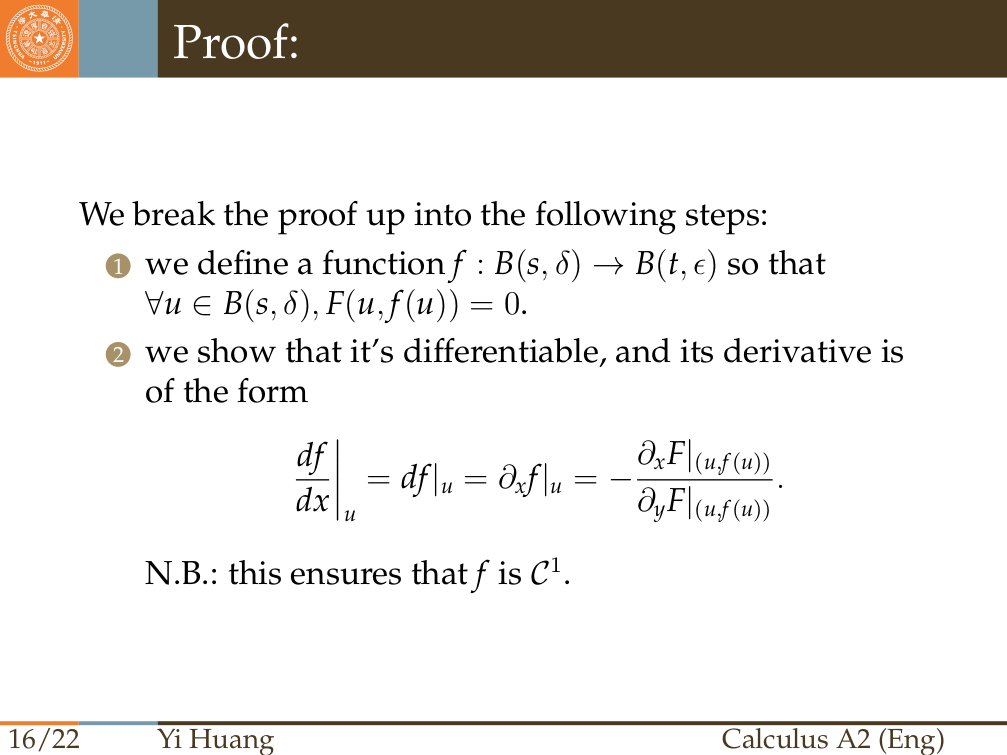 Proof:
We break the proof up into the following steps:
1 we define a function f : B(s, δ) → B(t, ϵ) so that
∀u ∈ B(s, δ), F(u, f(u)) = 0.
2 we show that it’s differentiable, and its derivative is
of the form
df/dx|_u = df|_u = ∂_x f|_u = − ∂_x F|_(u,f(u)) / ∂_y F|_(u,f(u)).
N.B.: this ensures that f is C^1.
16/22 Yi Huang Calculus A2 (Eng)